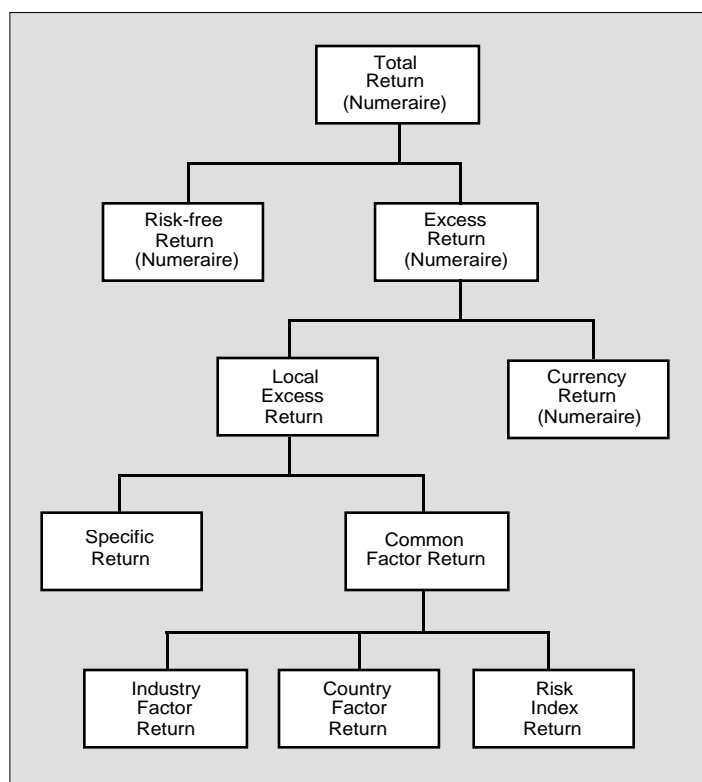 Total
Return
(Numeraire)
Risk-free
Return
(Numeraire)
Excess
Return
(Numeraire)
Local
Excess
Return
Currency
Return
(Numeraire)
Specific
Return
Common
Factor Return
Industry
Factor
Return
Country
Factor
Return
Risk
Index
Return